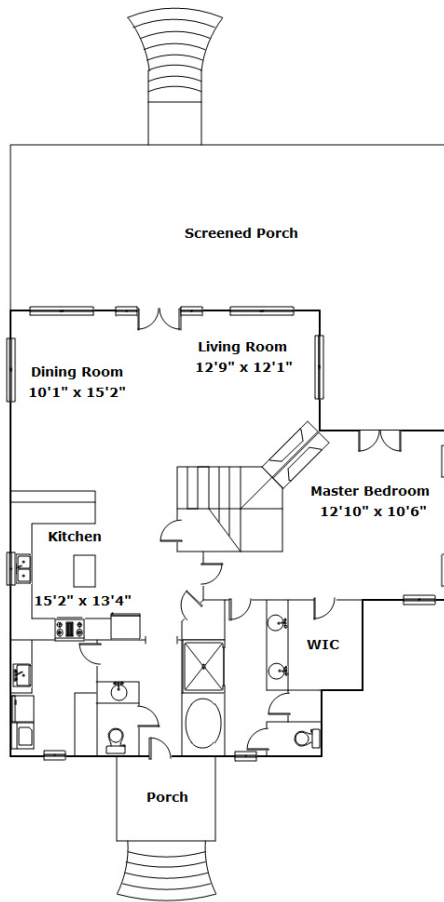 Screened Porch
Living Room
12'9" x 12'1"
Dining Room
10'1" x 15'2"
Master Bedroom
12'10" x 10'6"
Kitchen
15'2" x 13'4"
WIC
Porch